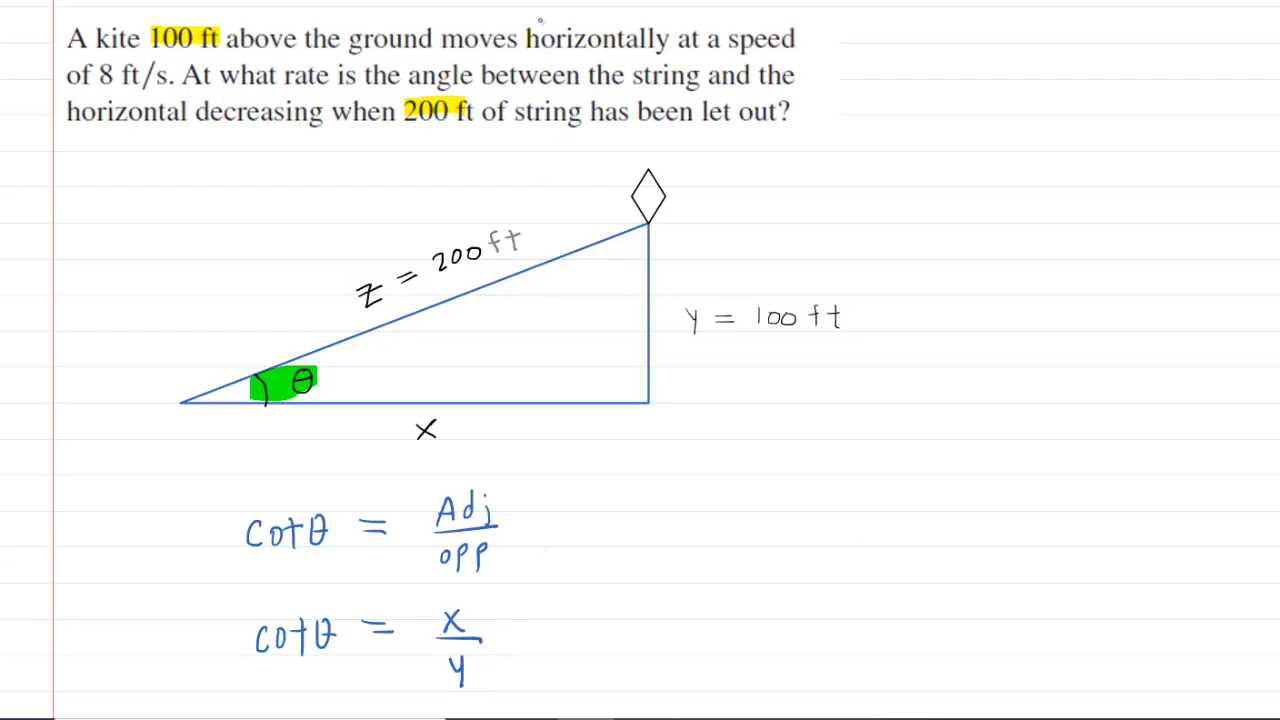 A kite 100 ft above the ground moves horizontally at a speed
of 8 ft/s. At what rate is the angle between the string and the
horizontal decreasing when 200 ft of string has been let out?
z = 200 ft
y = 100 ft
θ
x
cotθ = Adj
opp
cotθ = x
y